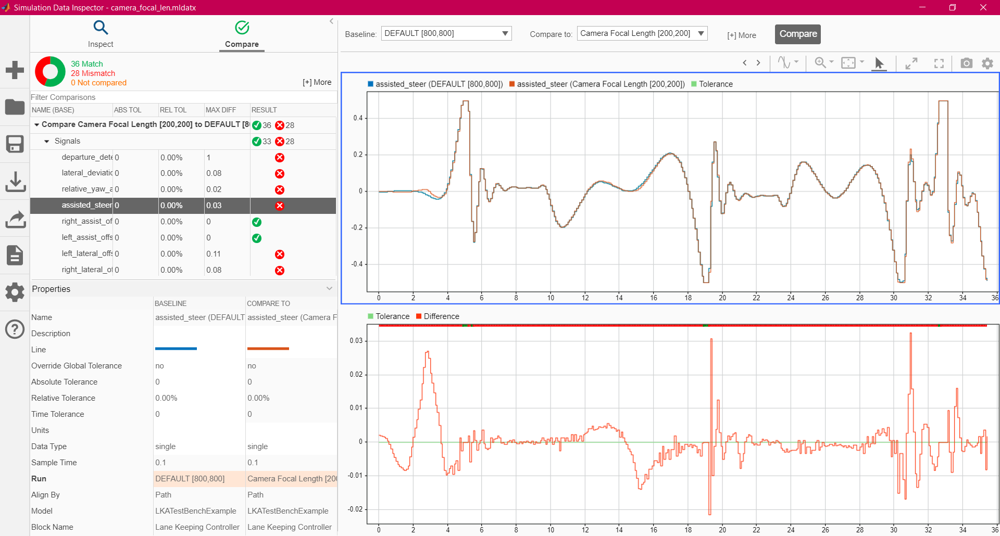 Simulation Data Inspector - camera_focal_len.mldatx
Inspect
Compare
Baseline: DEFAULT [800,800]
Compare to: Camera Focal Length [200,200]
[+] More
Compare
36 Match
28 Mismatch
0 Not compared
[+] More
Filter Comparisons
NAME (BASE) ABS TOL REL TOL MAX DIFF RESULT
Compare Camera Focal Length [200,200] to DEFAULT [80 36 28
Signals 33 28
departure_dete 0 0.00% 1
lateral_deviatio 0 0.00% 0.08
relative_yaw_a 0 0.00% 0.02
assisted_steer 0 0.00% 0.03
right_assist_of 0 0.00% 0
left_assist_offs 0 0.00% 0
left_lateral_offs 0 0.00% 0.11
right_lateral_of 0 0.00% 0.08
Properties
BASELINE COMPARE TO
Name assisted_steer (DEFAULT assisted_steer (Camera F
Description
Line
Override Global Tolerance no no
Absolute Tolerance 0 0
Relative Tolerance 0.00% 0.00%
Time Tolerance 0 0
Units
Data Type single single
Sample Time 0.1 0.1
Run DEFAULT [800,800] Camera Focal Length [200
Align By Path Path
Model LKATestBenchExample LKATestBenchExample
Block Name Lane Keeping Controller Lane Keeping Controller
assisted_steer (DEFAULT [800,800]) assisted_steer (Camera Focal Length [200,200]) Tolerance
0.4
0.2
0
-0.2
-0.4
0 2 4 6 8 10 12 14 16 18 20 22 24 26 28 30 32 34 36
Tolerance Difference
0.03
0.02
0.01
0
-0.01
-0.02
0 2 4 6 8 10 12 14 16 18 20 22 24 26 28 30 32 34 36